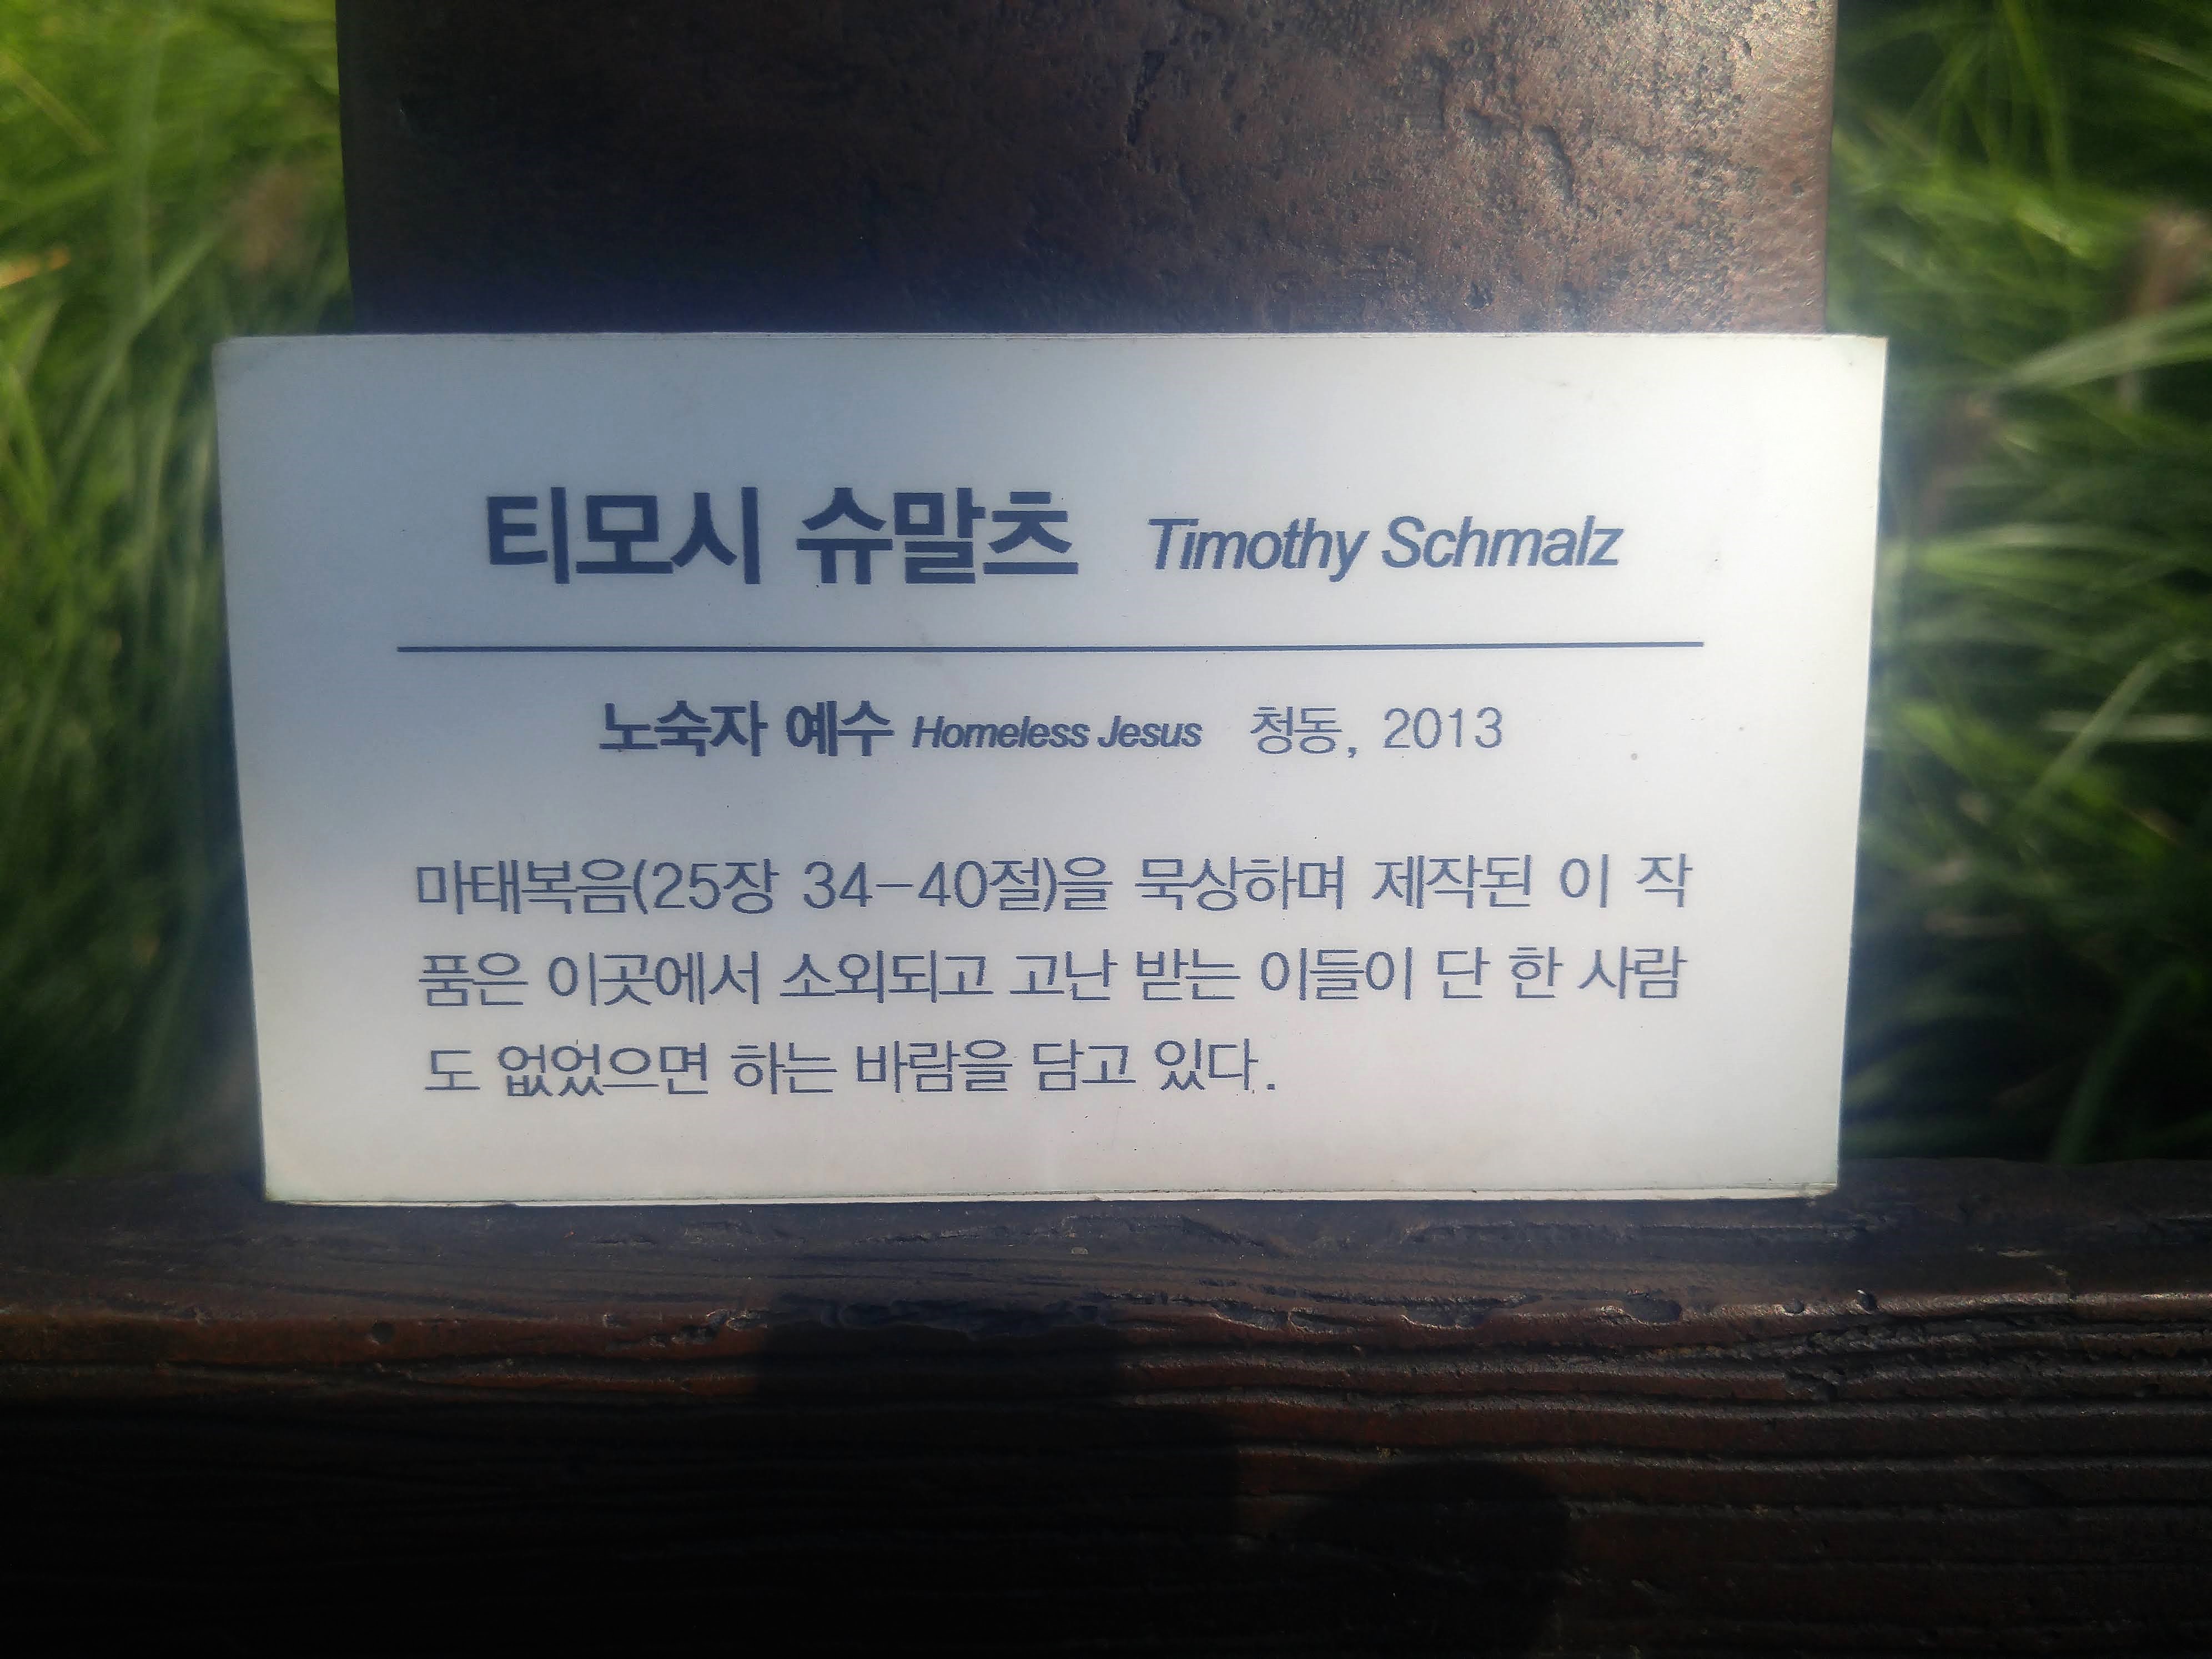 티모시 슈말츠 Timothy Schmalz
노숙자 예수 Homeless Jesus 청동, 2013
마태복음(25장 34-40절)을 묵상하며 제작된 이 작
품은 이곳에서 소외되고 고난 받는 이들이 단 한 사람
도 없었으면 하는 바람을 담고 있다.